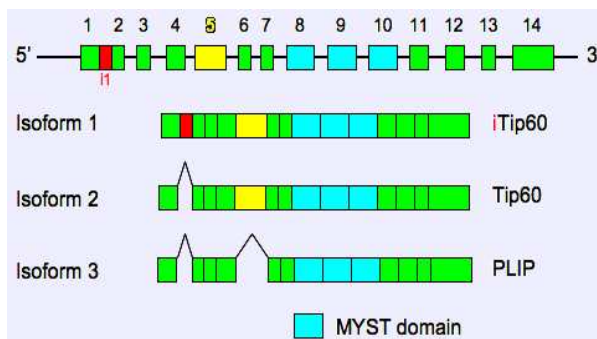 1 2 3 4 5 6 7 8 9 10 11 12 13 14
5' 3
i1
Isoform 1 iTip60
Isoform 2 Tip60
Isoform 3 PLIP
MYST domain